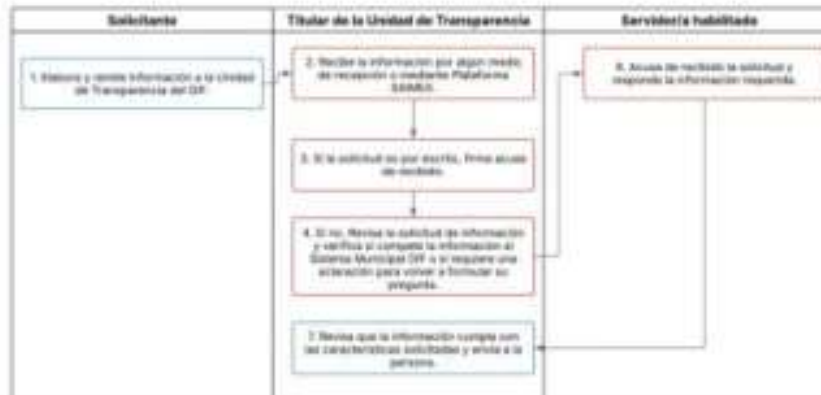 Solicitante
Titular de la Unidad de Transparencia
Servidor/a habilitado
1. Elabora y remite información a la Unidad
de Transparencia del DIF.
2. Recibe la información por algún medio
de recepción o mediante Plataforma
SAIMEX.
3. Si la solicitud es por escrito, firma acuse
de recibido.
4. Si no, Revisa la solicitud de información
y verifica si compete la información al
Sistema Municipal DIF o si requiere una
aclaración para volver a formular su
pregunta.
6. Acusa de recibido la solicitud y
responde la información requerida.
7. Revisa que la información cumpla con
las características solicitadas y envía a la
persona.